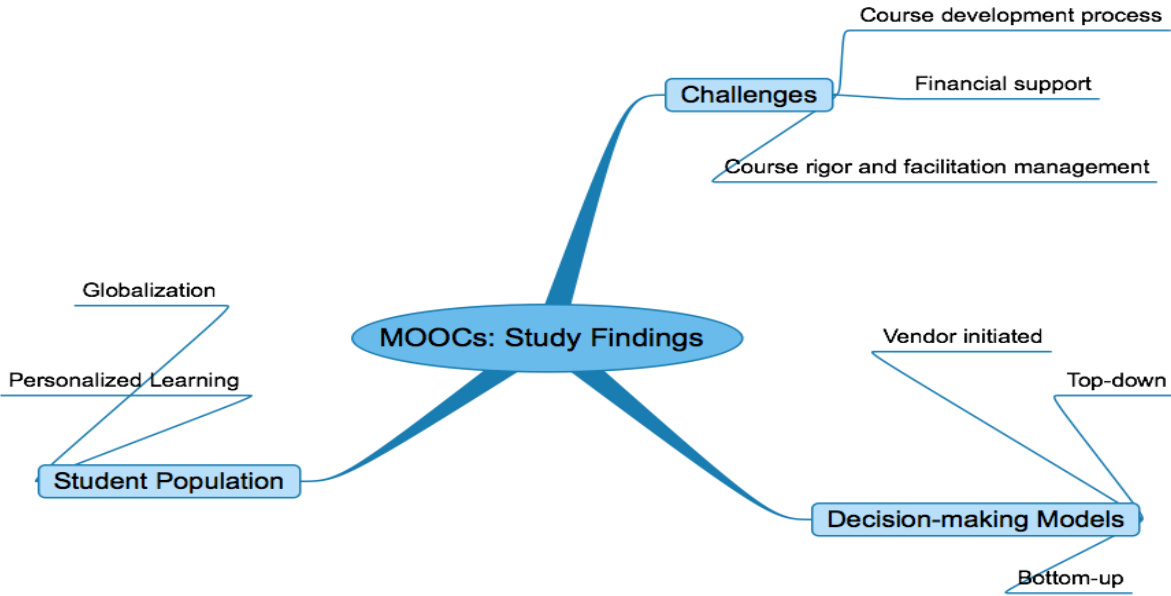 Course development process
Challenges
Financial support
Course rigor and facilitation management
Globalization
MOOCs: Study Findings
Vendor initiated
Personalized Learning
Top-down
Student Population
Decision-making Models
Bottom-up